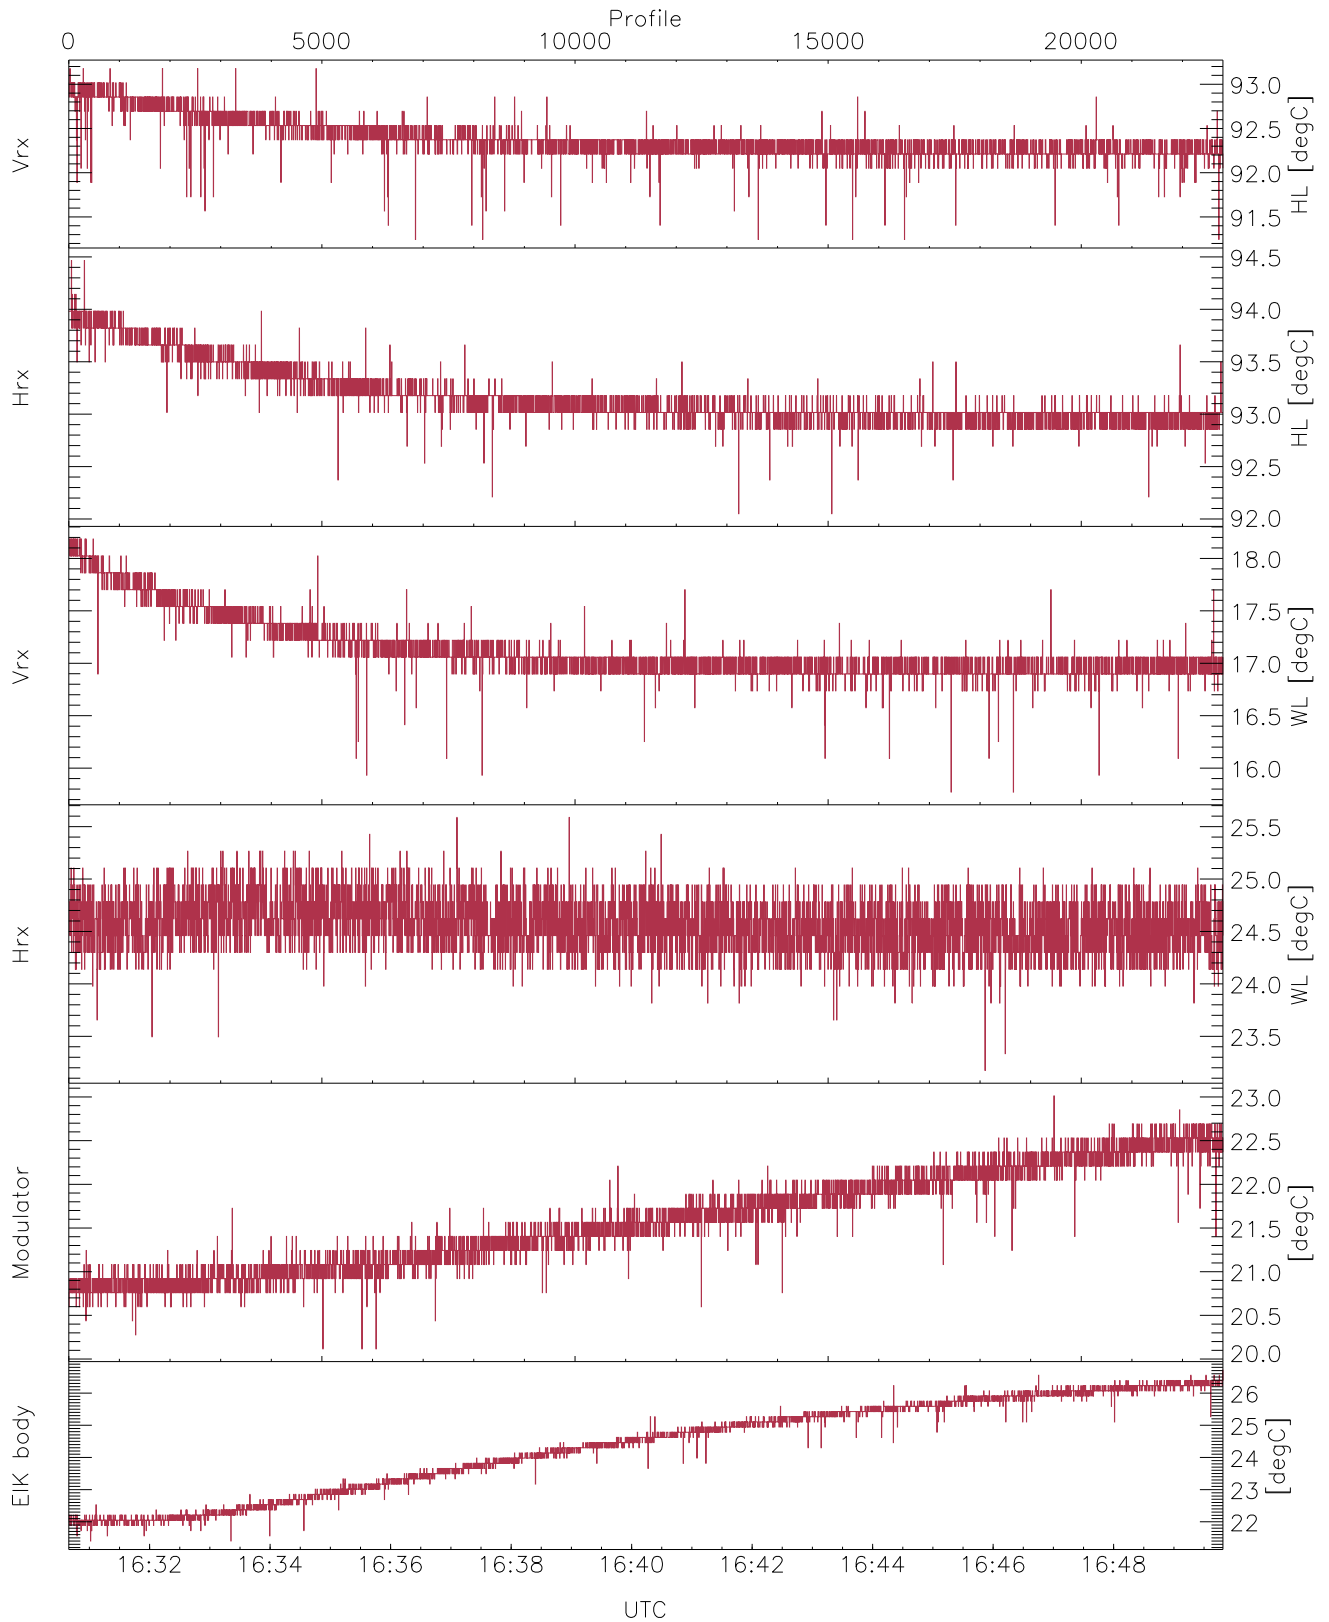 Profile
0 5000 10000 15000 20000
Vrx
93.0
92.5
92.0
91.5
HL [degC]
Hrx
94.5
94.0
93.5
93.0
92.5
92.0
HL [degC]
Vrx
18.0
17.5
17.0
16.5
16.0
WL [degC]
Hrx
25.5
25.0
24.5
24.0
23.5
WL [degC]
Modulator
23.0
22.5
22.0
21.5
21.0
20.5
20.0
[degC]
EIK body
26
25
24
23
22
[degC]
16:32 16:34 16:36 16:38 16:40 16:42 16:44 16:46 16:48
UTC